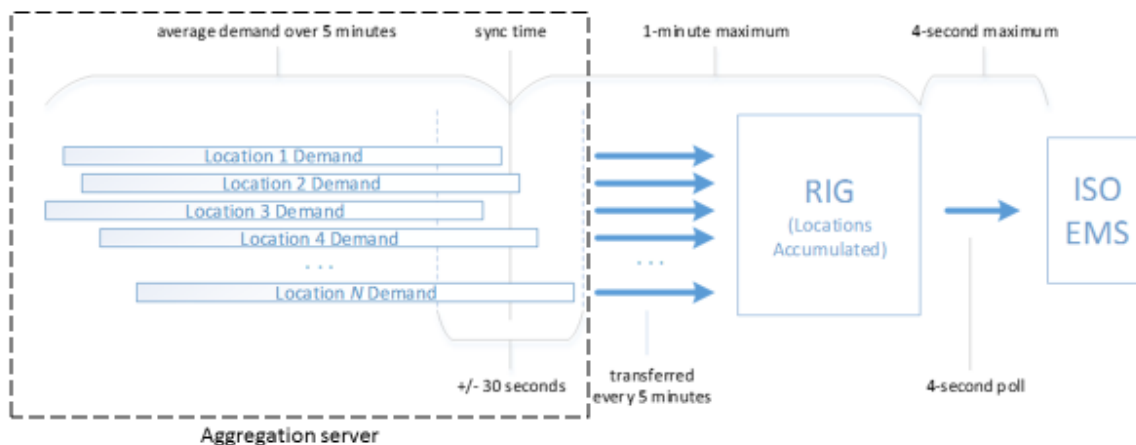 average demand over 5 minutes
sync time
1-minute maximum
4-second maximum
Location 1 Demand
Location 2 Demand
Location 3 Demand
Location 4 Demand
. . .
Location N Demand
. . .
RIG
(Locations
Accumulated)
ISO
EMS
+/- 30 seconds
transferred
every 5 minutes
4-second poll
Aggregation server